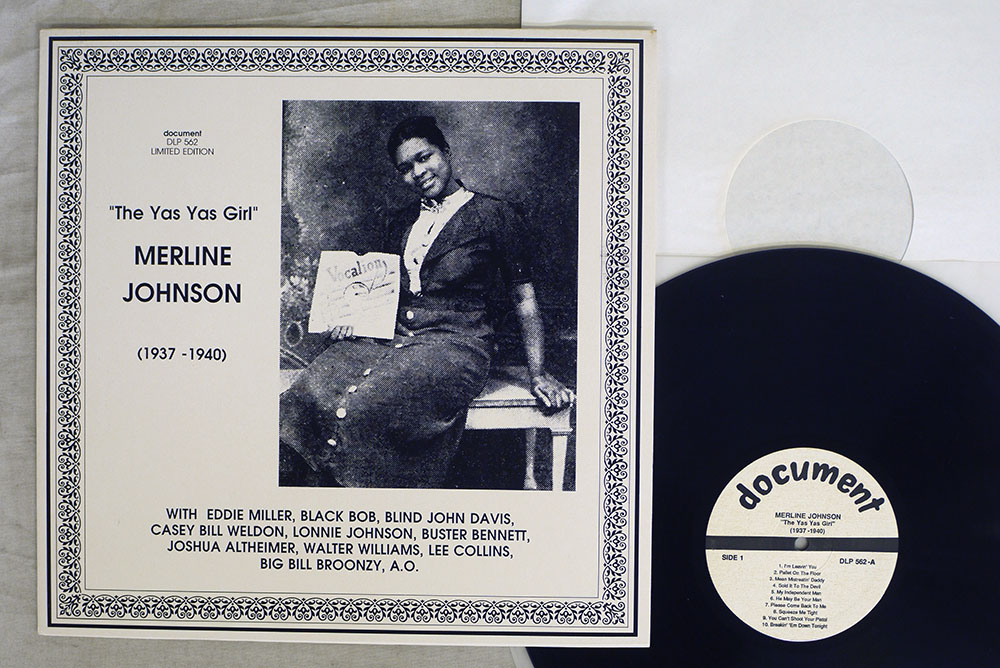 document
DLP 562
LIMITED EDITION
"The Yas Yas Girl"
MERLINE
JOHNSON
(1937 -1940)
Vocalion
WITH EDDIE MILLER, BLACK BOB, BLIND JOHN DAVIS,
CASEY BILL WELDON, LONNIE JOHNSON, BUSTER BENNETT,
JOSHUA ALTHEIMER, WALTER WILLIAMS, LEE COLLINS,
BIG BILL BROONZY, A.O.
document
MERLINE JOHNSON
"The Yas Yas Girl"
(1937 -1940)
SIDE 1
DLP 562-A
1. I'm Leavin' You
2. Pallet On The Floor
3. Mean Mistreatin' Daddy
4. Sold It To The Devil
5. My Independent Man
6. He May Be Your Man
7. Please Come Back To Me
8. Squeeze Me Tight
9. You Can't Shoot Your Pistol
10. Breakin' 'Em Down Tonight